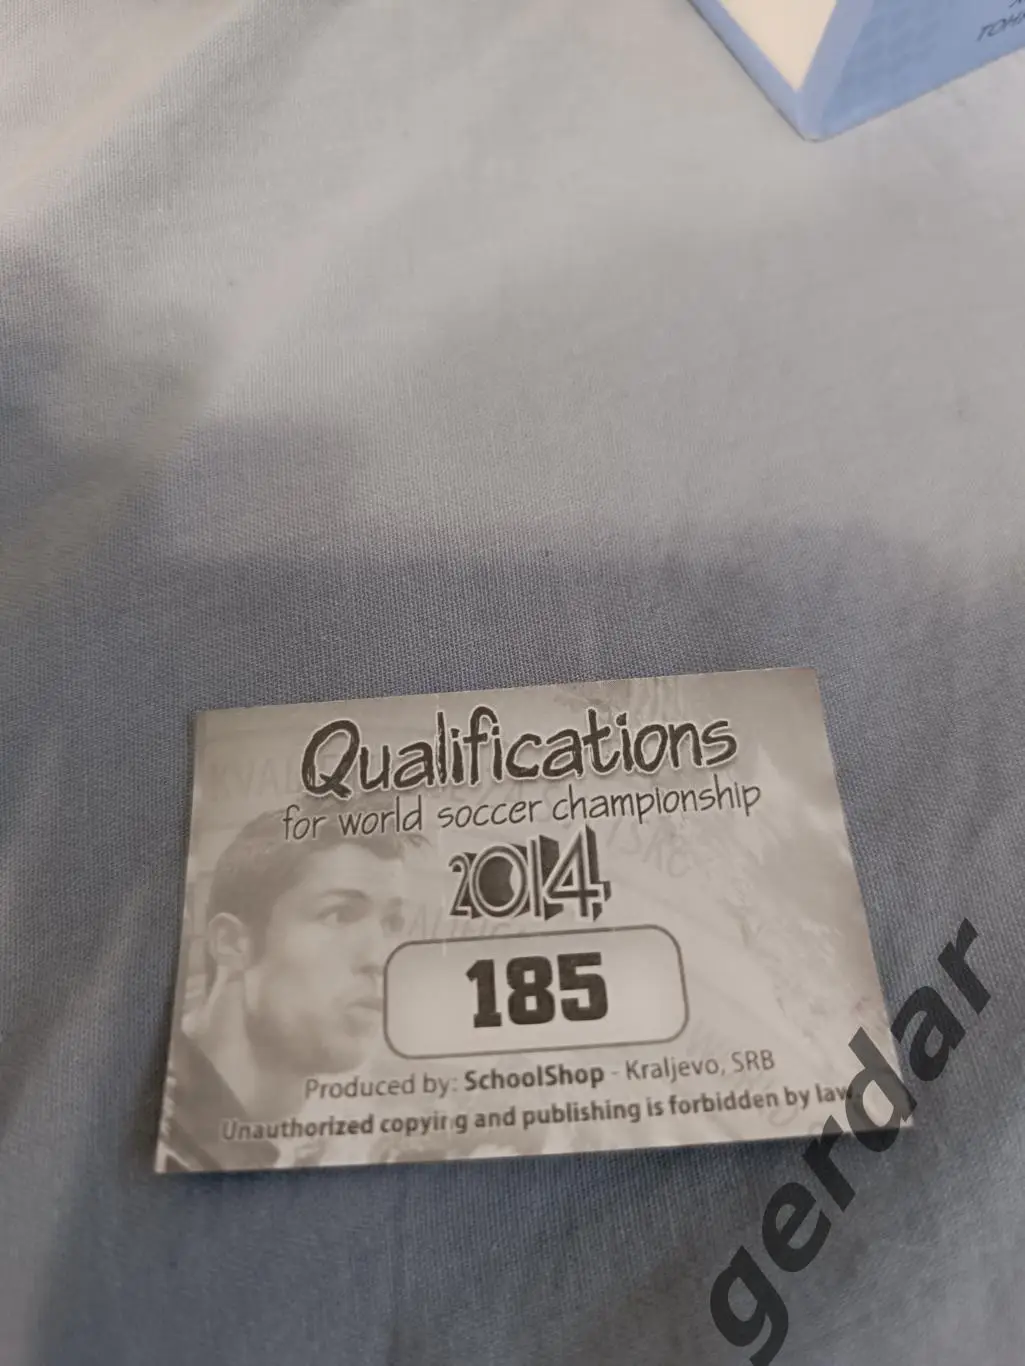 Qualifications
for world soccer championship
2014
185
Produced by: SchoolShop - Kraljevo, SRB
Unauthorized copying and publishing is forbidden by law
gerdar